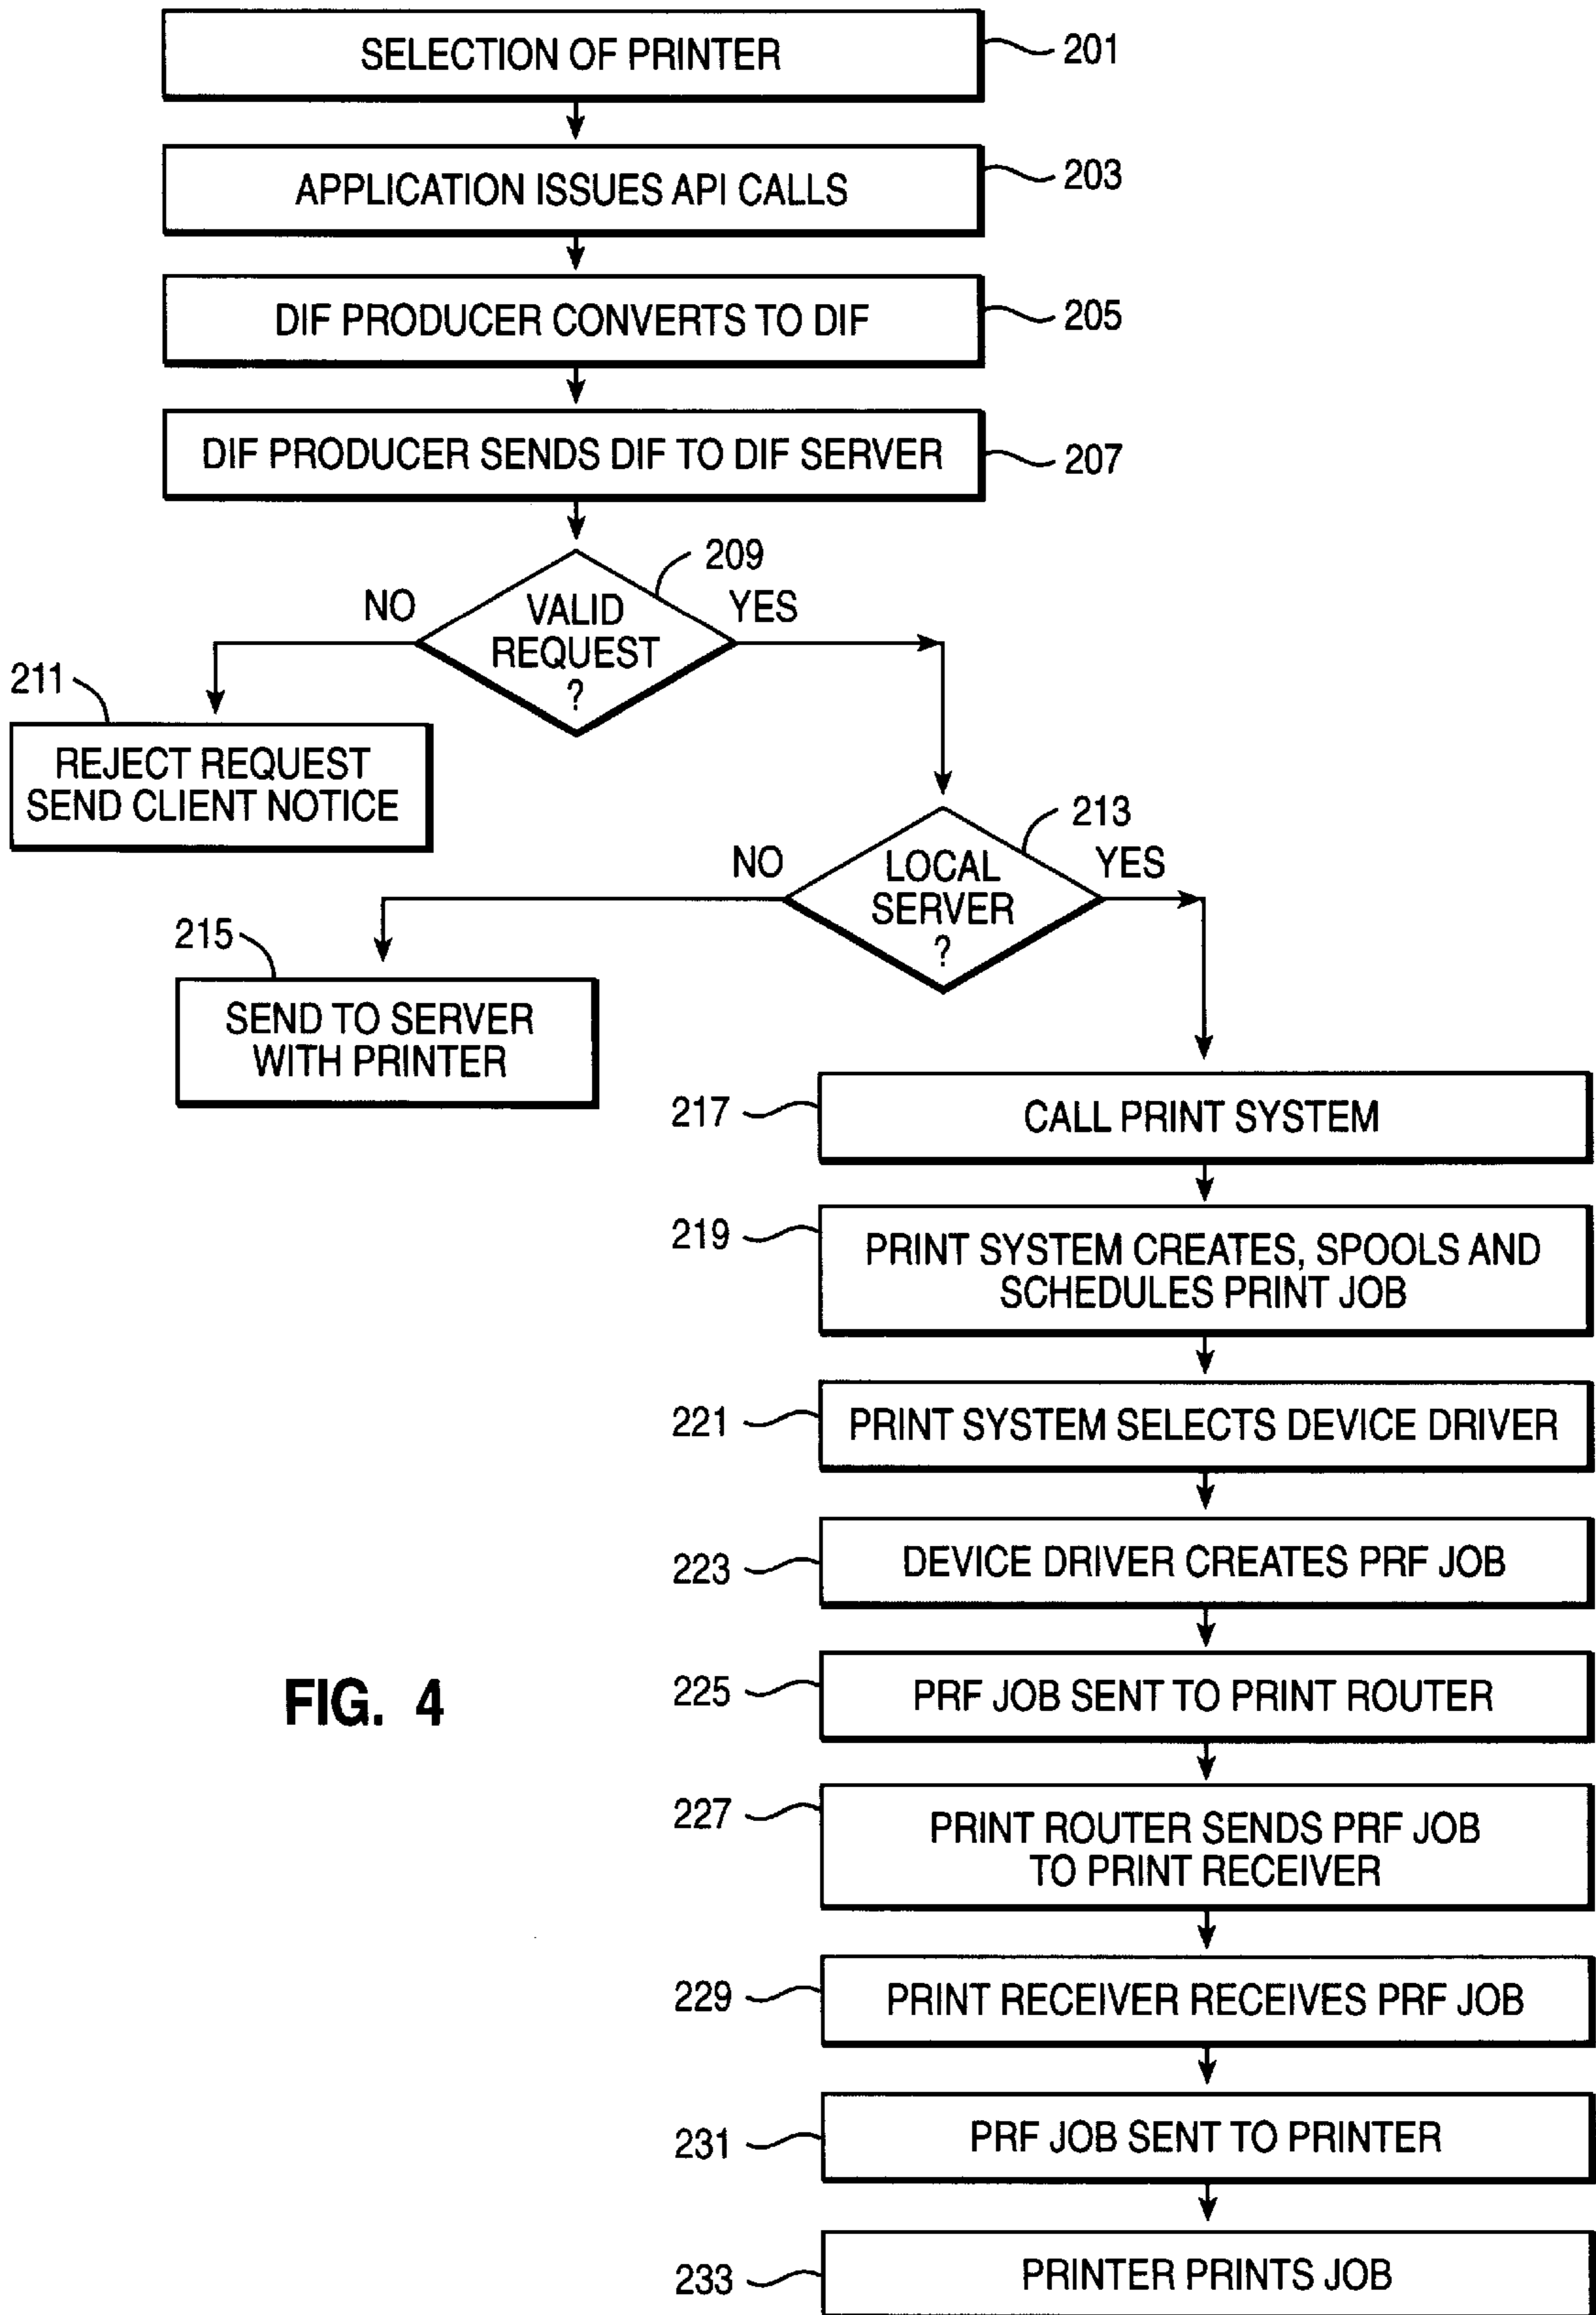 SELECTION OF PRINTER
201
APPLICATION ISSUES API CALLS
203
DIF PRODUCER CONVERTS TO DIF
205
DIF PRODUCER SENDS DIF TO DIF SERVER
207
209
NO
VALID
REQUEST
?
YES
211
REJECT REQUEST
SEND CLIENT NOTICE
213
NO
LOCAL
SERVER
?
YES
215
SEND TO SERVER
WITH PRINTER
217
CALL PRINT SYSTEM
219
PRINT SYSTEM CREATES, SPOOLS AND
SCHEDULES PRINT JOB
221
PRINT SYSTEM SELECTS DEVICE DRIVER
223
DEVICE DRIVER CREATES PRF JOB
FIG. 4
225
PRF JOB SENT TO PRINT ROUTER
227
PRINT ROUTER SENDS PRF JOB
TO PRINT RECEIVER
229
PRINT RECEIVER RECEIVES PRF JOB
231
PRF JOB SENT TO PRINTER
233
PRINTER PRINTS JOB